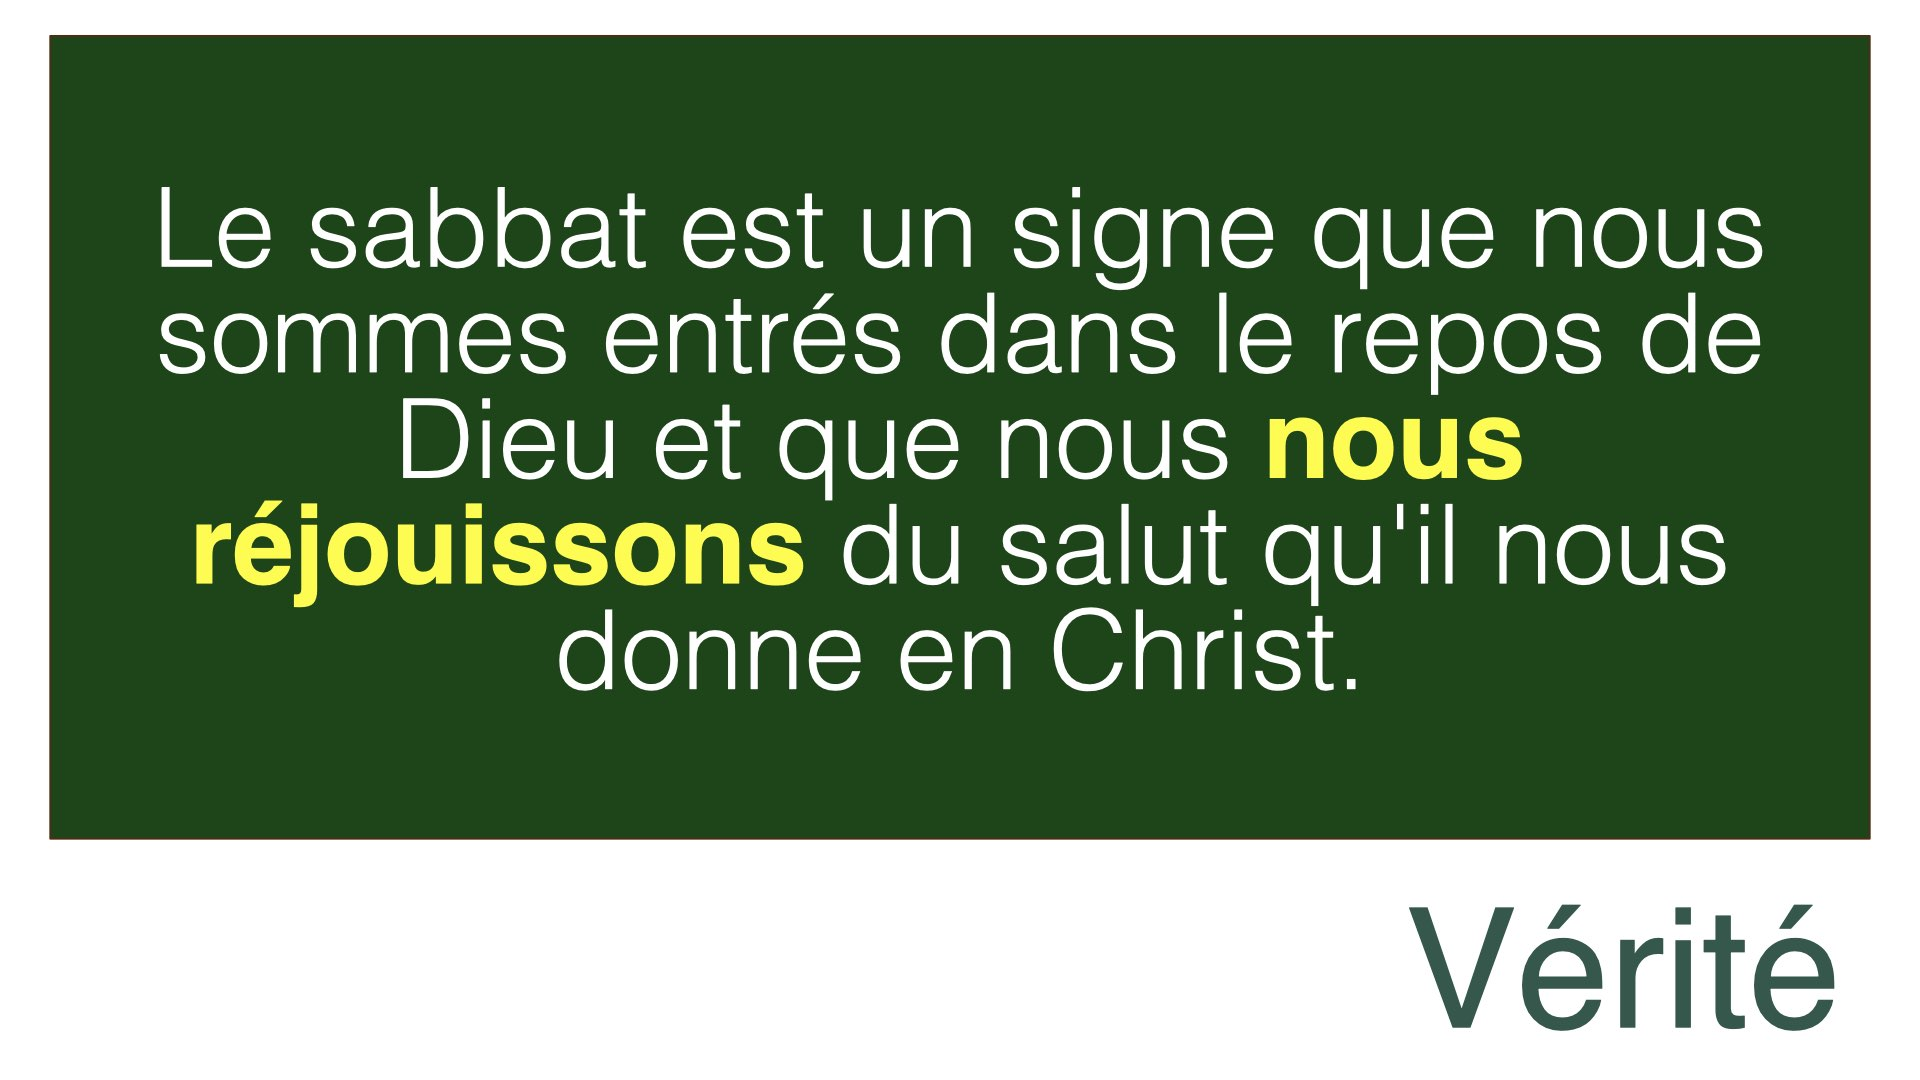 Le sabbat est un signe que nous
sommes entrés dans le repos de
Dieu et que nous nous
réjouissons du salut qu'il nous
donne en Christ.
Vérité